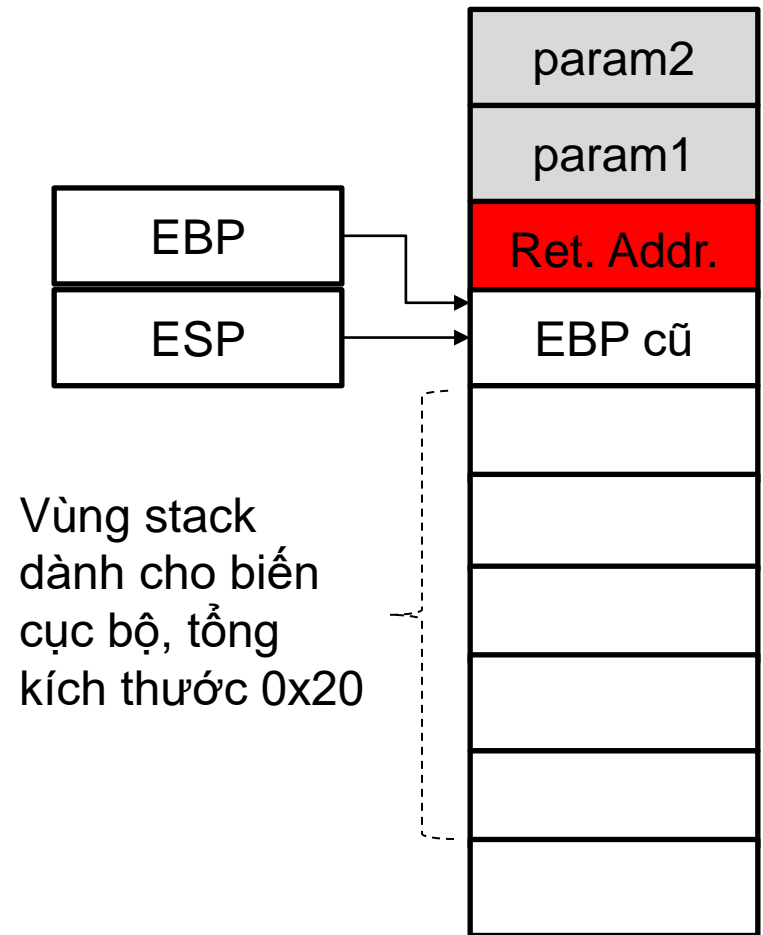 param2
param1
EBP
Ret. Addr.
ESP
EBP cũ
Vùng stack
dành cho biến
cục bộ, tổng
kích thước 0x20